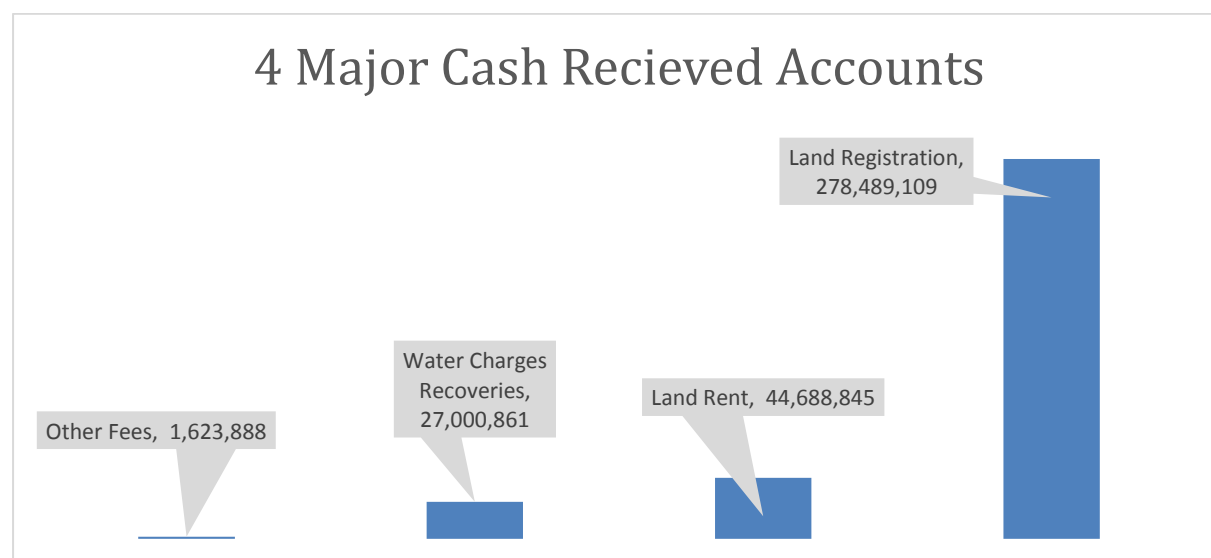 4 Major Cash Recieved Accounts
Land Registration,
278,489,109
Water Charges
Recoveries,
27,000,861
Land Rent, 44,688,845
Other Fees, 1,623,888